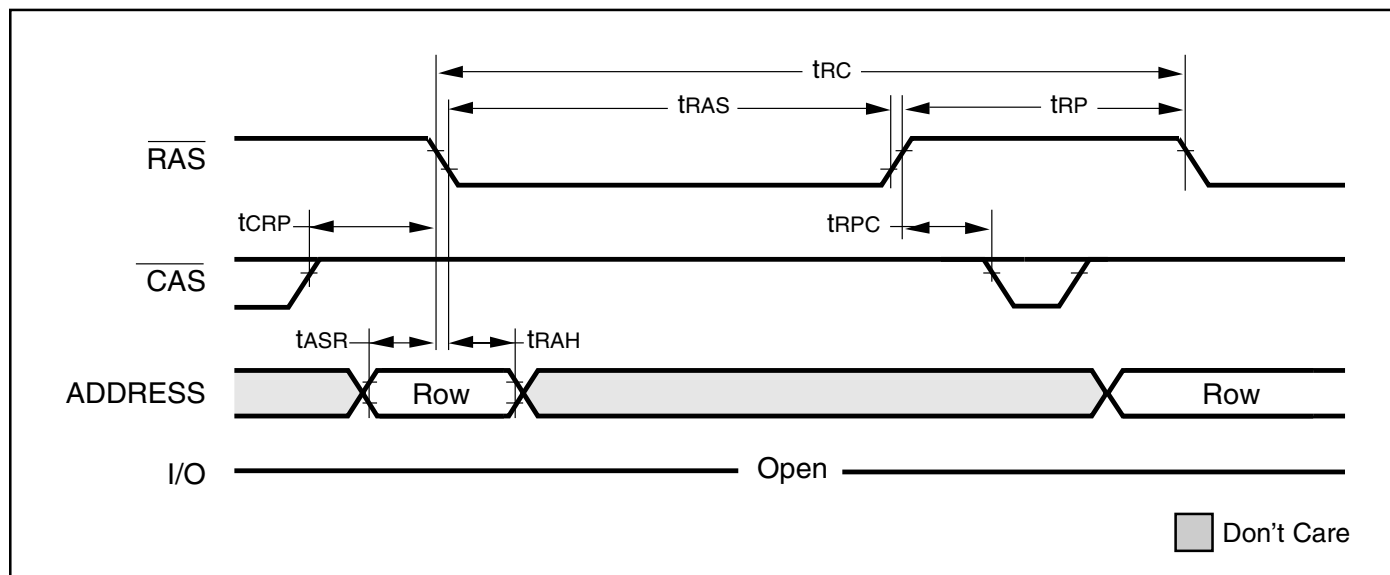 tRC
tRAS
tRP
RAS
tCRP
tRPC
CAS
tASR
tRAH
ADDRESS
Row
Row
I/O
Open
Don't Care